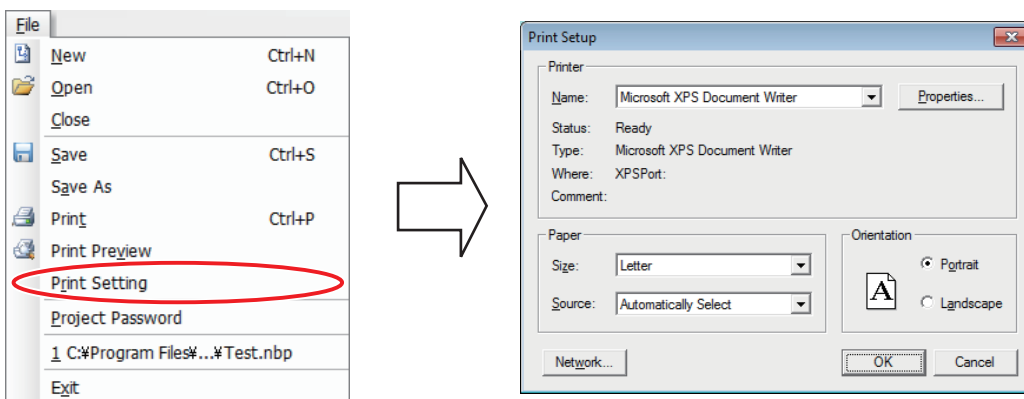 File
New Ctrl+N
Open Ctrl+O
Close
Save Ctrl+S
Save As
Print Ctrl+P
Print Preview
Print Setting
Project Password
1 C:¥Program Files¥...¥Test.nbp
Exit
Print Setup
Printer
Name: Microsoft XPS Document Writer Properties...
Status: Ready
Type: Microsoft XPS Document Writer
Where: XPSPort:
Comment:
Paper
Size: Letter
Source: Automatically Select
Orientation
A
Portrait
Landscape
Network... OK Cancel